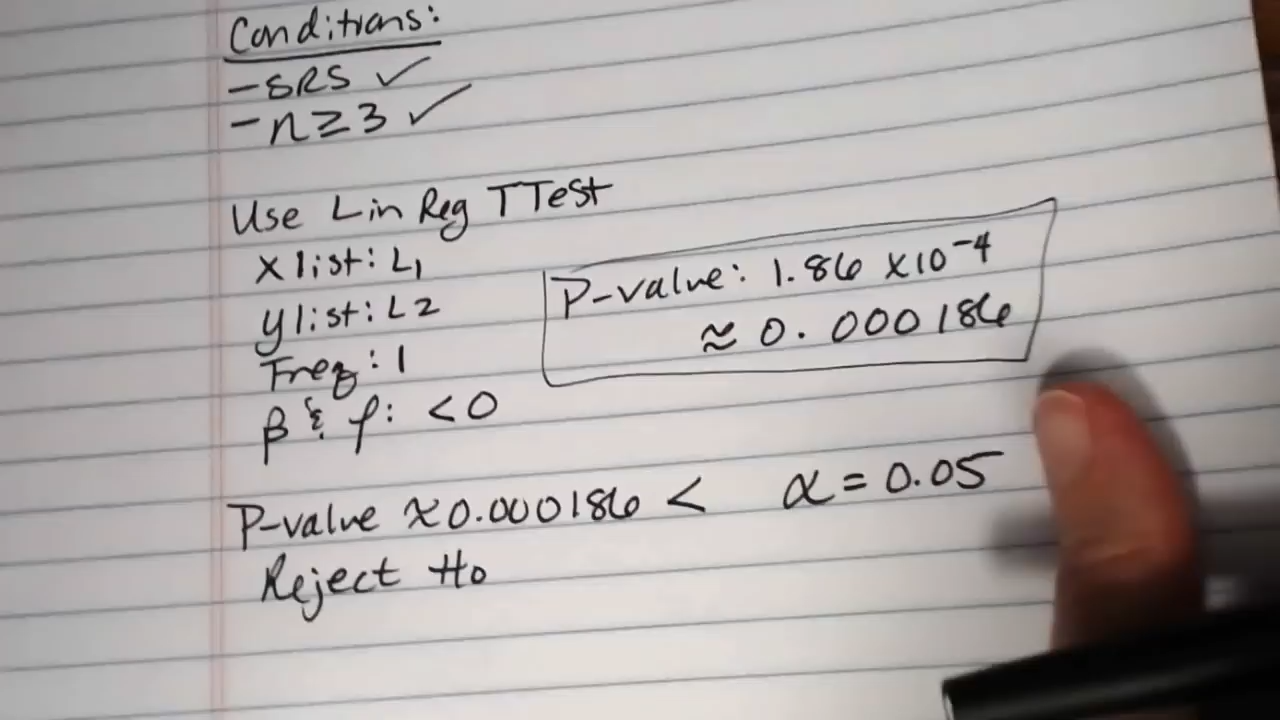 Conditions:
- SRS ✓
- n ≥ 3 ✓
Use LinReg TTest
xlist: L1
ylist: L2
Freq: 1
β & ρ: < 0
P-value: 1.86 x10⁻⁴
≈ 0.000186
P-value ≈ 0.000186 < α = 0.05
Reject Ho